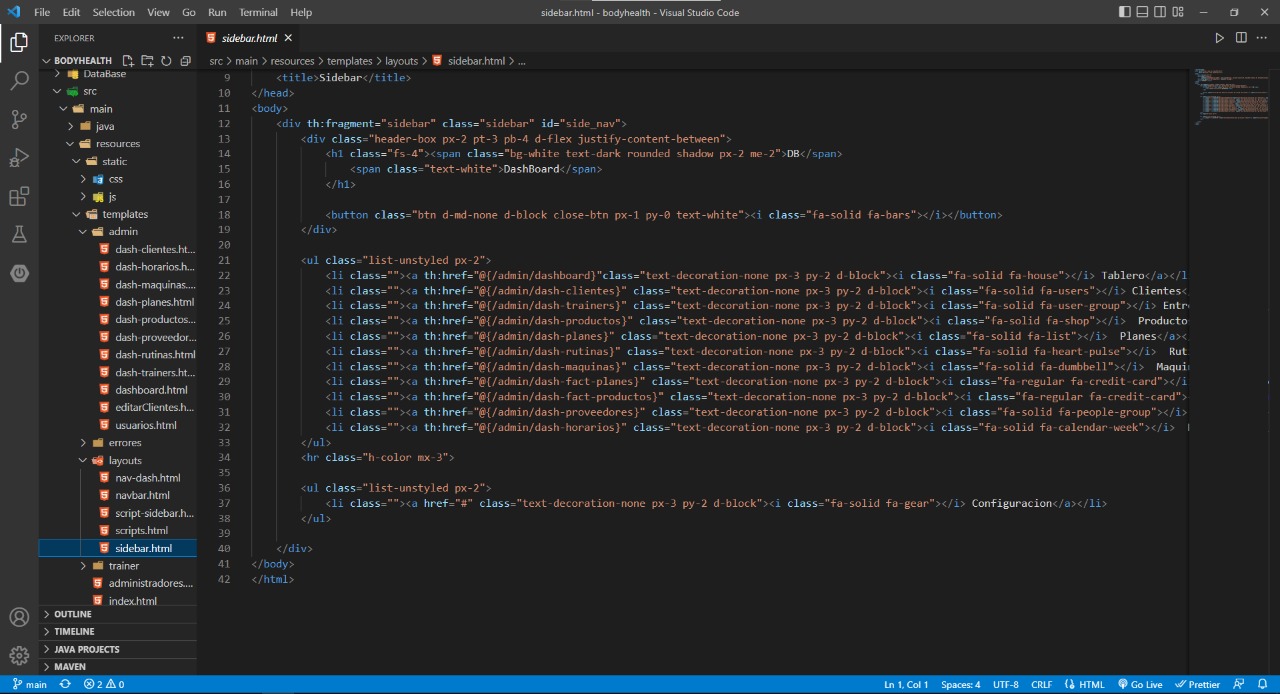 File Edit Selection View Go Run Terminal Help
sidebar.html - bodyhealth - Visual Studio Code
EXPLORER
BODYHEALTH
DataBase
src
main
java
resources
static
css
js
templates
admin
dash-clientes.ht...
dash-horarios.h...
dash-maquinas....
dash-planes.html
dash-productos...
dash-proveedor...
dash-rutinas.html
dash-trainers.html
dashboard.html
editarClientes.h...
usuarios.html
errores
layouts
nav-dash.html
navbar.html
script-sidebar.h...
scripts.html
sidebar.html
trainer
administradores....
index.html
OUTLINE
TIMELINE
JAVA PROJECTS
MAVEN
sidebar.html
src > main > resources > templates > layouts > sidebar.html > ...
9 <title>Sidebar</title>
10 </head>
11 <body>
12 <div th:fragment="sidebar" class="sidebar" id="side_nav">
13 <div class="header-box px-2 pt-3 pb-4 d-flex justify-content-between">
14 <h1 class="fs-4"><span class="bg-white text-dark rounded shadow px-2 me-2">DB</span>
15 <span class="text-white">DashBoard</span>
16 </h1>
17
18 <button class="btn d-md-none d-block close-btn px-1 py-0 text-white"><i class="fa-solid fa-bars"></i></button>
19 </div>
20
21 <ul class="list-unstyled px-2">
22 <li class=""><a th:href="@{/admin/dashboard}"class="text-decoration-none px-3 py-2 d-block"><i class="fa-solid fa-house"></i> Tablero</a></l
23 <li class=""><a th:href="@{/admin/dash-clientes}" class="text-decoration-none px-3 py-2 d-block"><i class="fa-solid fa-users"></i> Clientes<
24 <li class=""><a th:href="@{/admin/dash-trainers}" class="text-decoration-none px-3 py-2 d-block"><i class="fa-solid fa-user-group"></i> Entr
25 <li class=""><a th:href="@{/admin/dash-productos}" class="text-decoration-none px-3 py-2 d-block"><i class="fa-solid fa-shop"></i> Producto
26 <li class=""><a th:href="@{/admin/dash-planes}" class="text-decoration-none px-3 py-2 d-block"><i class="fa-solid fa-list"></i> Planes</a></
27 <li class=""><a th:href="@{/admin/dash-rutinas}" class="text-decoration-none px-3 py-2 d-block"><i class="fa-solid fa-heart-pulse"></i> Rut
28 <li class=""><a th:href="@{/admin/dash-maquinas}" class="text-decoration-none px-3 py-2 d-block"><i class="fa-solid fa-dumbbell"></i> Maqui
29 <li class=""><a th:href="@{/admin/dash-fact-planes}" class="text-decoration-none px-3 py-2 d-block"><i class="fa-regular fa-credit-card"></i
30 <li class=""><a th:href="@{/admin/dash-fact-productos}" class="text-decoration-none px-3 py-2 d-block"><i class="fa-regular fa-credit-card">
31 <li class=""><a th:href="@{/admin/dash-proveedores}" class="text-decoration-none px-3 py-2 d-block"><i class="fa-solid fa-people-group"></i>
32 <li class=""><a th:href="@{/admin/dash-horarios}" class="text-decoration-none px-3 py-2 d-block"><i class="fa-solid fa-calendar-week"></i>
33 </ul>
34 <hr class="h-color mx-3">
35
36 <ul class="list-unstyled px-2">
37 <li class=""><a href="#" class="text-decoration-none px-3 py-2 d-block"><i class="fa-solid fa-gear"></i> Configuracion</a></li>
38 </ul>
39
40 </div>
41 </body>
42 </html>
main 2 0 Ln 1, Col 1 Spaces: 4 UTF-8 CRLF HTML Go Live Prettier